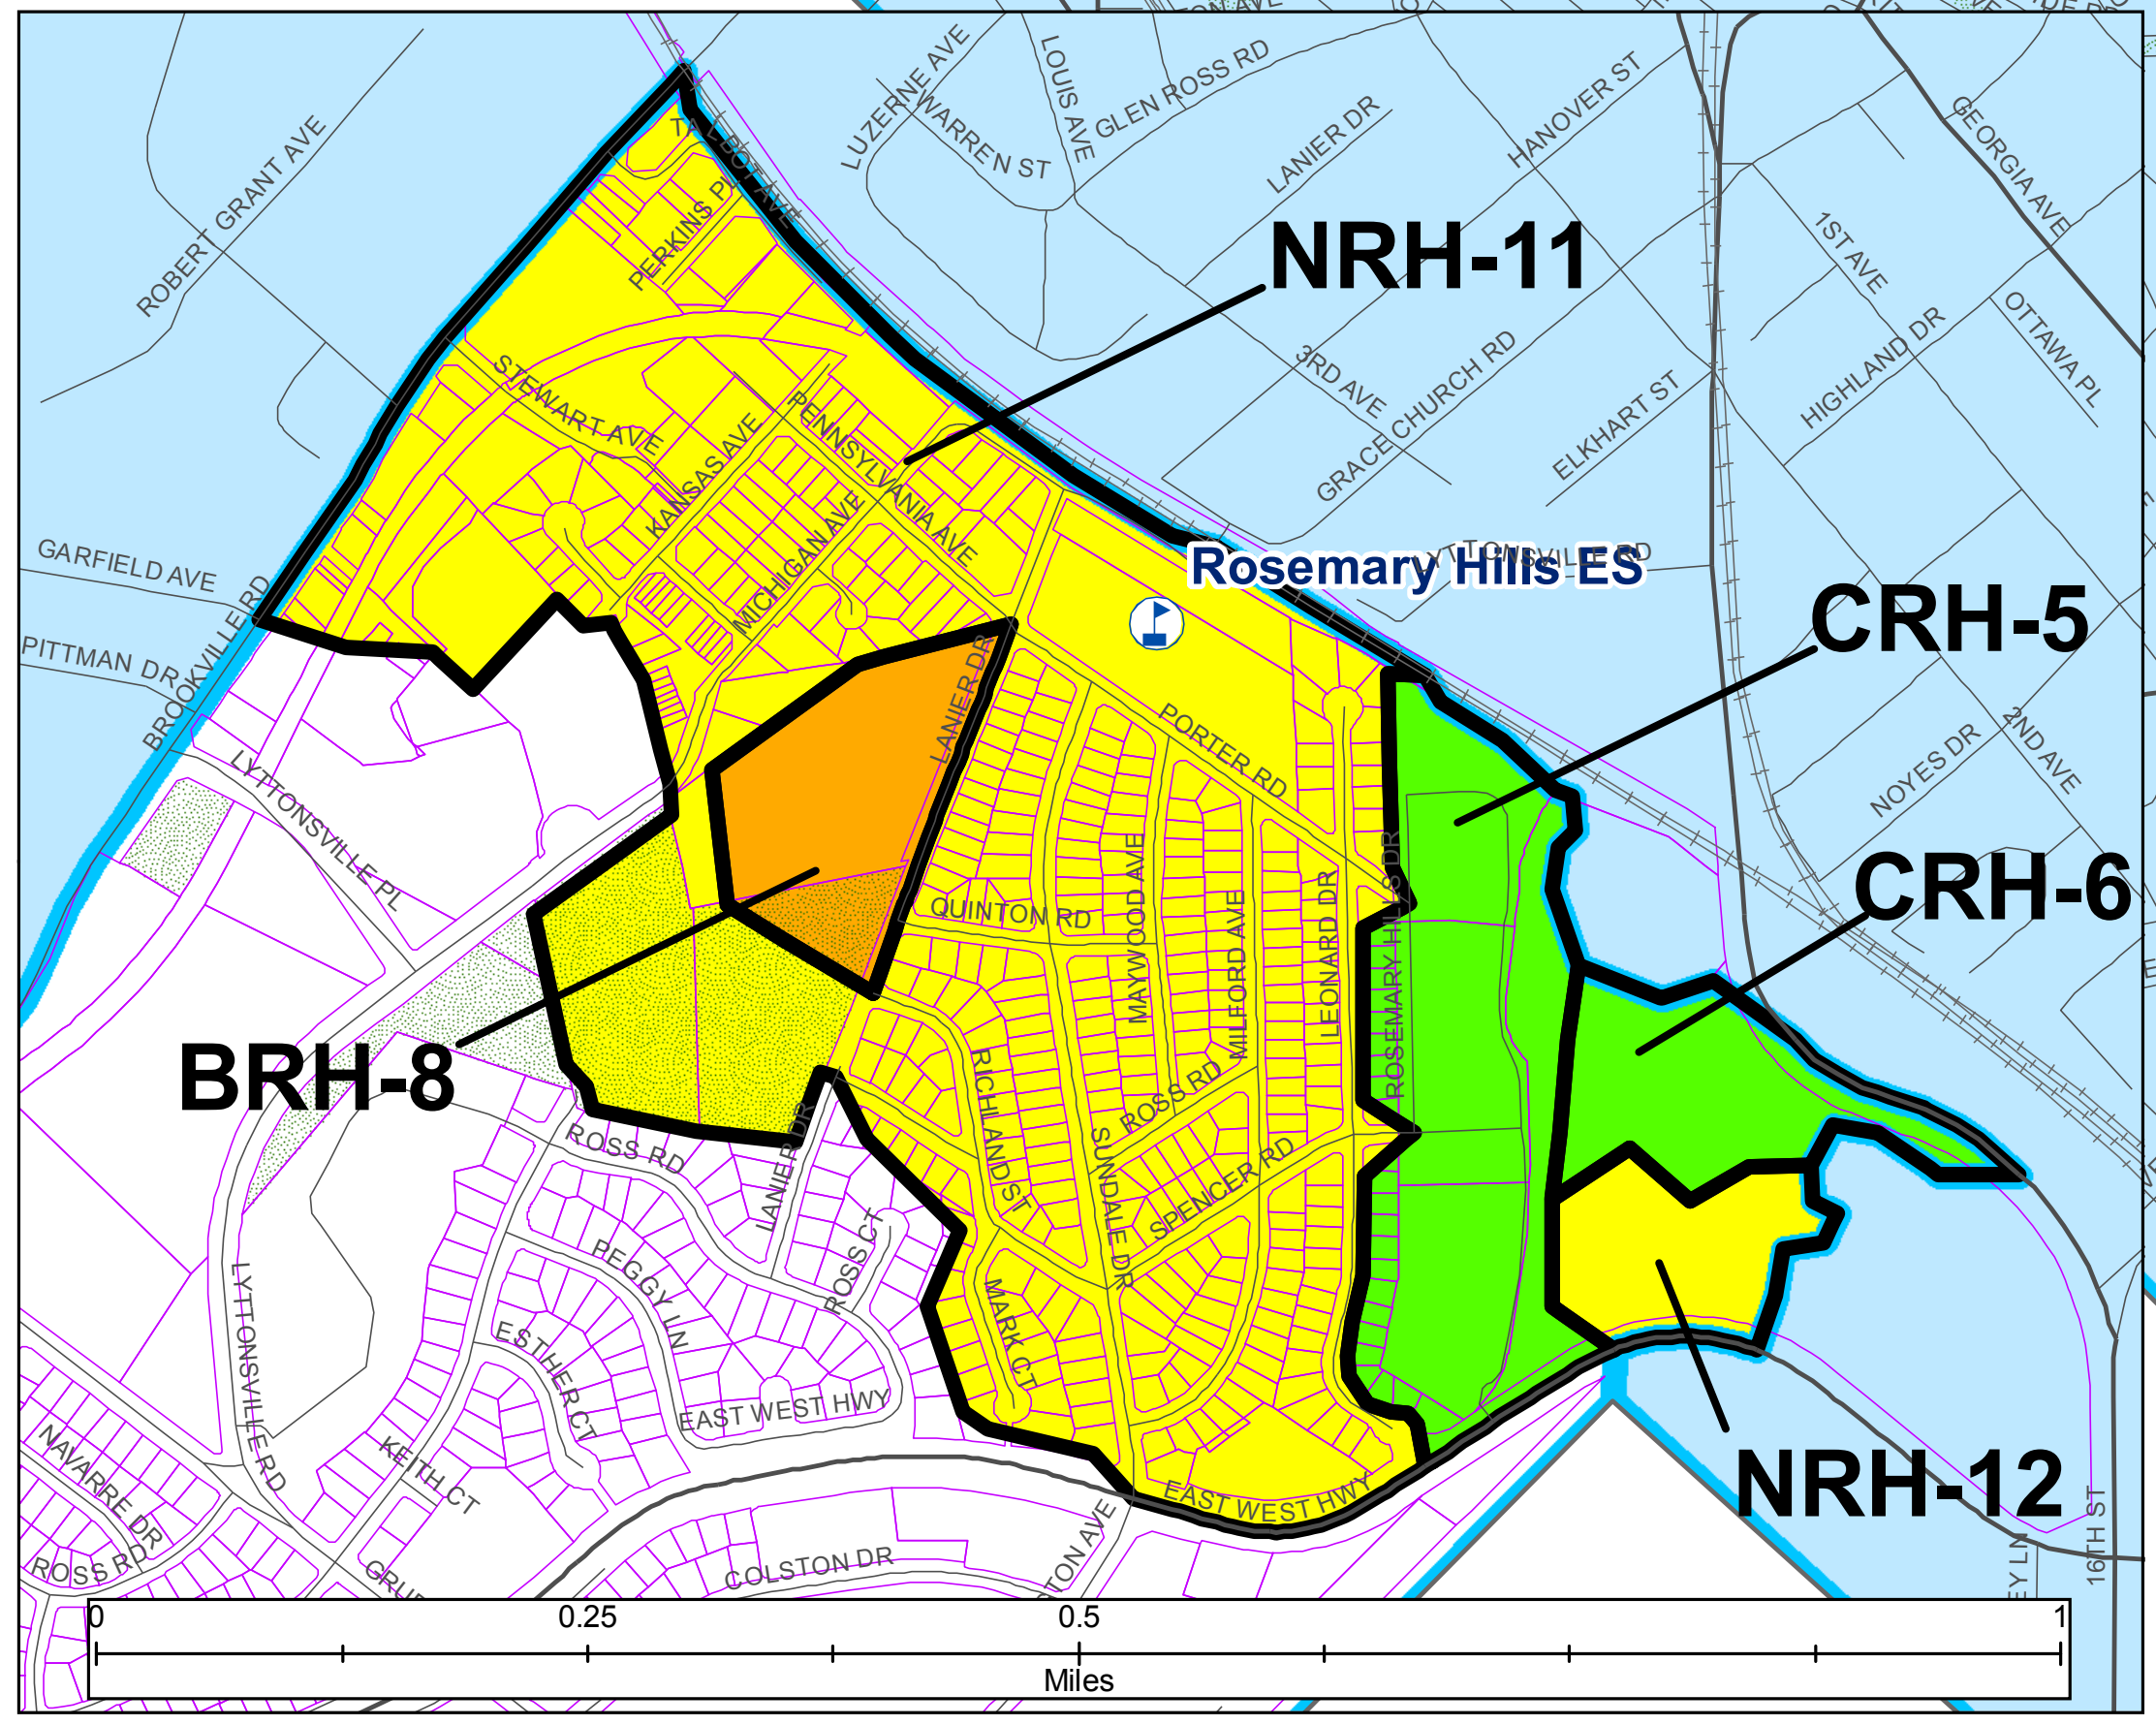 ROBERT GRANT AVE
LUZERNE AVE
WARREN ST
LOUIS AVE
GLEN ROSS RD
LANIER DR
HANOVER ST
GEORGIA AVE
1ST AVE
OTTAWA PL
HIGHLAND DR
TALBOT AVE
PERKINS PL
NRH-11
3RD AVE
GRACE CHURCH RD
ELKHART ST
STEWART AVE
KANSAS AVE
PENNSYLVANIA AVE
MICHIGAN AVE
GARFIELD AVE
PITTMAN DR
BROOKVILLE RD
LYTTONSVILLE RD
Rosemary Hills ES
CRH-5
LANIER DR
PORTER RD
NOYES DR
2ND AVE
LYTTONSVILLE PL
CRH-6
QUINTON RD
MAYWOOD AVE
MILFORD AVE
LEONARD DR
ROSEMARY HILLS DR
BRH-8
RICHLAND ST
ROSS RD
SUNDALE DR
SPENCER RD
ROSS RD
LANIER DR
ROSS CT
PEGGY LN
ESTHER CT
MARK CT
LYTTONSVILLE RD
EAST WEST HWY
EAST WEST HWY
NRH-12
KEITH CT
NAVARRE DR
ROSS RD
COLSTON DR
16TH ST
0
0.25
0.5
1
Miles